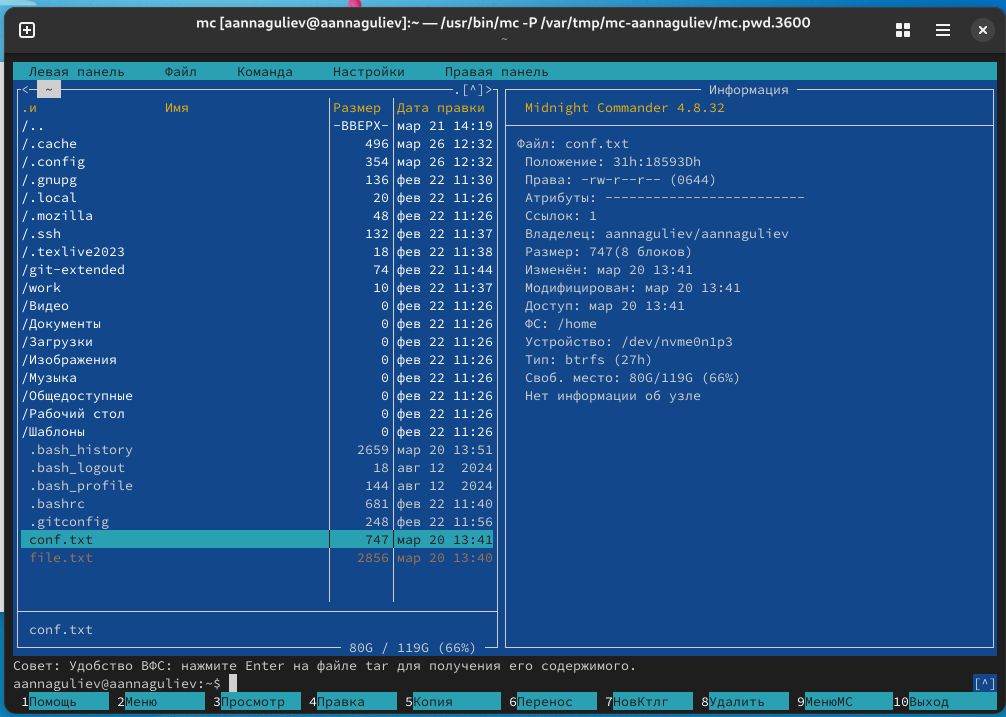 mc [aannaguliev@aannaguliev]:~ — /usr/bin/mc -P /var/tmp/mc-aannaguliev/mc.pwd.3600
~
Левая панель Файл Команда Настройки Правая панель
<─ ~ .[^]>
.и Имя Размер Дата правки
/.. -ВВЕРХ- мар 21 14:19
/.cache 496 мар 26 12:32
/.config 354 мар 26 12:32
/.gnupg 136 фев 22 11:30
/.local 20 фев 22 11:26
/.mozilla 48 фев 22 11:26
/.ssh 132 фев 22 11:37
/.texlive2023 18 фев 22 11:38
/git-extended 74 фев 22 11:44
/work 10 фев 22 11:37
/Видео 0 фев 22 11:26
/Документы 0 фев 22 11:26
/Загрузки 0 фев 22 11:26
/Изображения 0 фев 22 11:26
/Музыка 0 фев 22 11:26
/Общедоступные 0 фев 22 11:26
/Рабочий стол 0 фев 22 11:26
/Шаблоны 0 фев 22 11:26
.bash_history 2659 мар 20 13:51
.bash_logout 18 авг 12 2024
.bash_profile 144 авг 12 2024
.bashrc 681 фев 22 11:40
.gitconfig 248 фев 22 11:56
conf.txt 747 мар 20 13:41
file.txt 2856 мар 20 13:40
conf.txt
80G / 119G (66%)
Информация
Midnight Commander 4.8.32
Файл: conf.txt
Положение: 31h:18593Dh
Права: -rw-r--r-- (0644)
Атрибуты: -------------------------
Ссылок: 1
Владелец: aannaguliev/aannaguliev
Размер: 747(8 блоков)
Изменён: мар 20 13:41
Модифицирован: мар 20 13:41
Доступ: мар 20 13:41
ФС: /home
Устройство: /dev/nvme0n1p3
Тип: btrfs (27h)
Своб. место: 80G/119G (66%)
Нет информации об узле
Совет: Удобство ВФС: нажмите Enter на файле tar для получения его содержимого.
aannaguliev@aannaguliev:~$ [^]
1Помощь 2Меню 3Просмотр 4Правка 5Копия 6Перенос 7НовКтлг 8Удалить 9МенюМС 10Выход